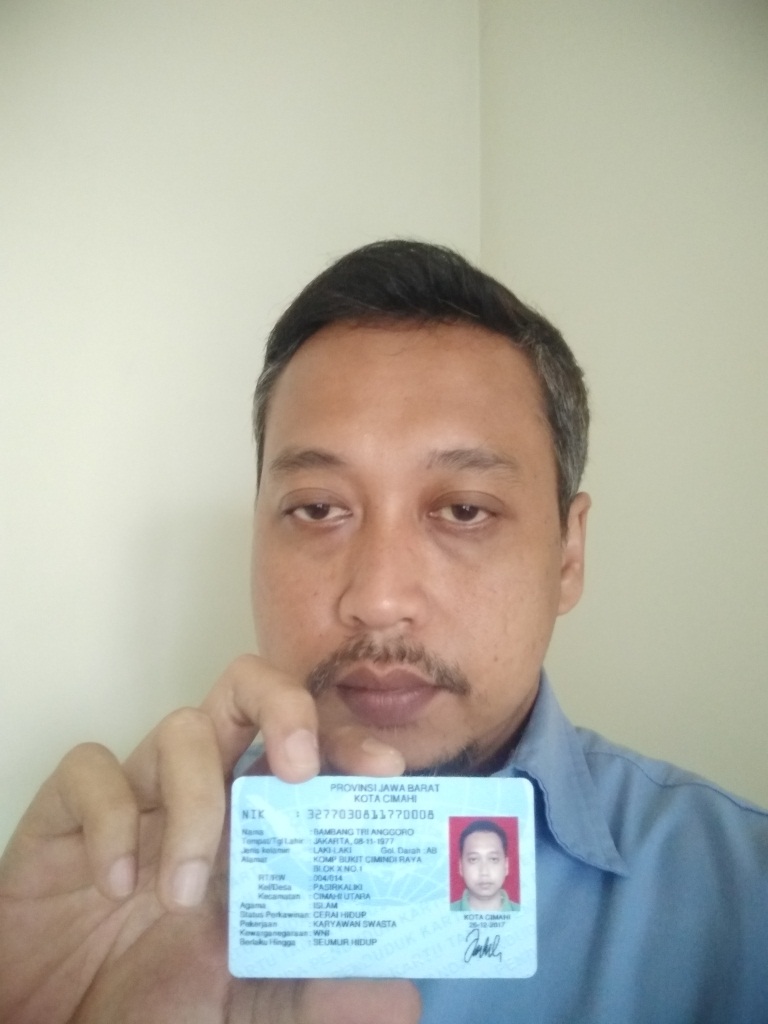 PROVINSI JAWA BARAT
KOTA CIMAHI
NIK : 3277030811770008
Nama : BAMBANG TRI ANGGORO
Tempat/Tgl Lahir : JAKARTA, 08-11-1977
Jenis kelamin : LAKI-LAKI Gol. Darah : AB
Alamat : KOMP BUKIT CIMINDI RAYA
BLOK X NO 1
RT/RW : 004/014
Kel/Desa : PASIRKALIKI
Kecamatan : CIMAHI UTARA
Agama : ISLAM
Status Perkawinan : CERAI HIDUP
Pekerjaan : KARYAWAN SWASTA
Kewarganegaraan : WNI
Berlaku Hingga : SEUMUR HIDUP
KOTA CIMAHI